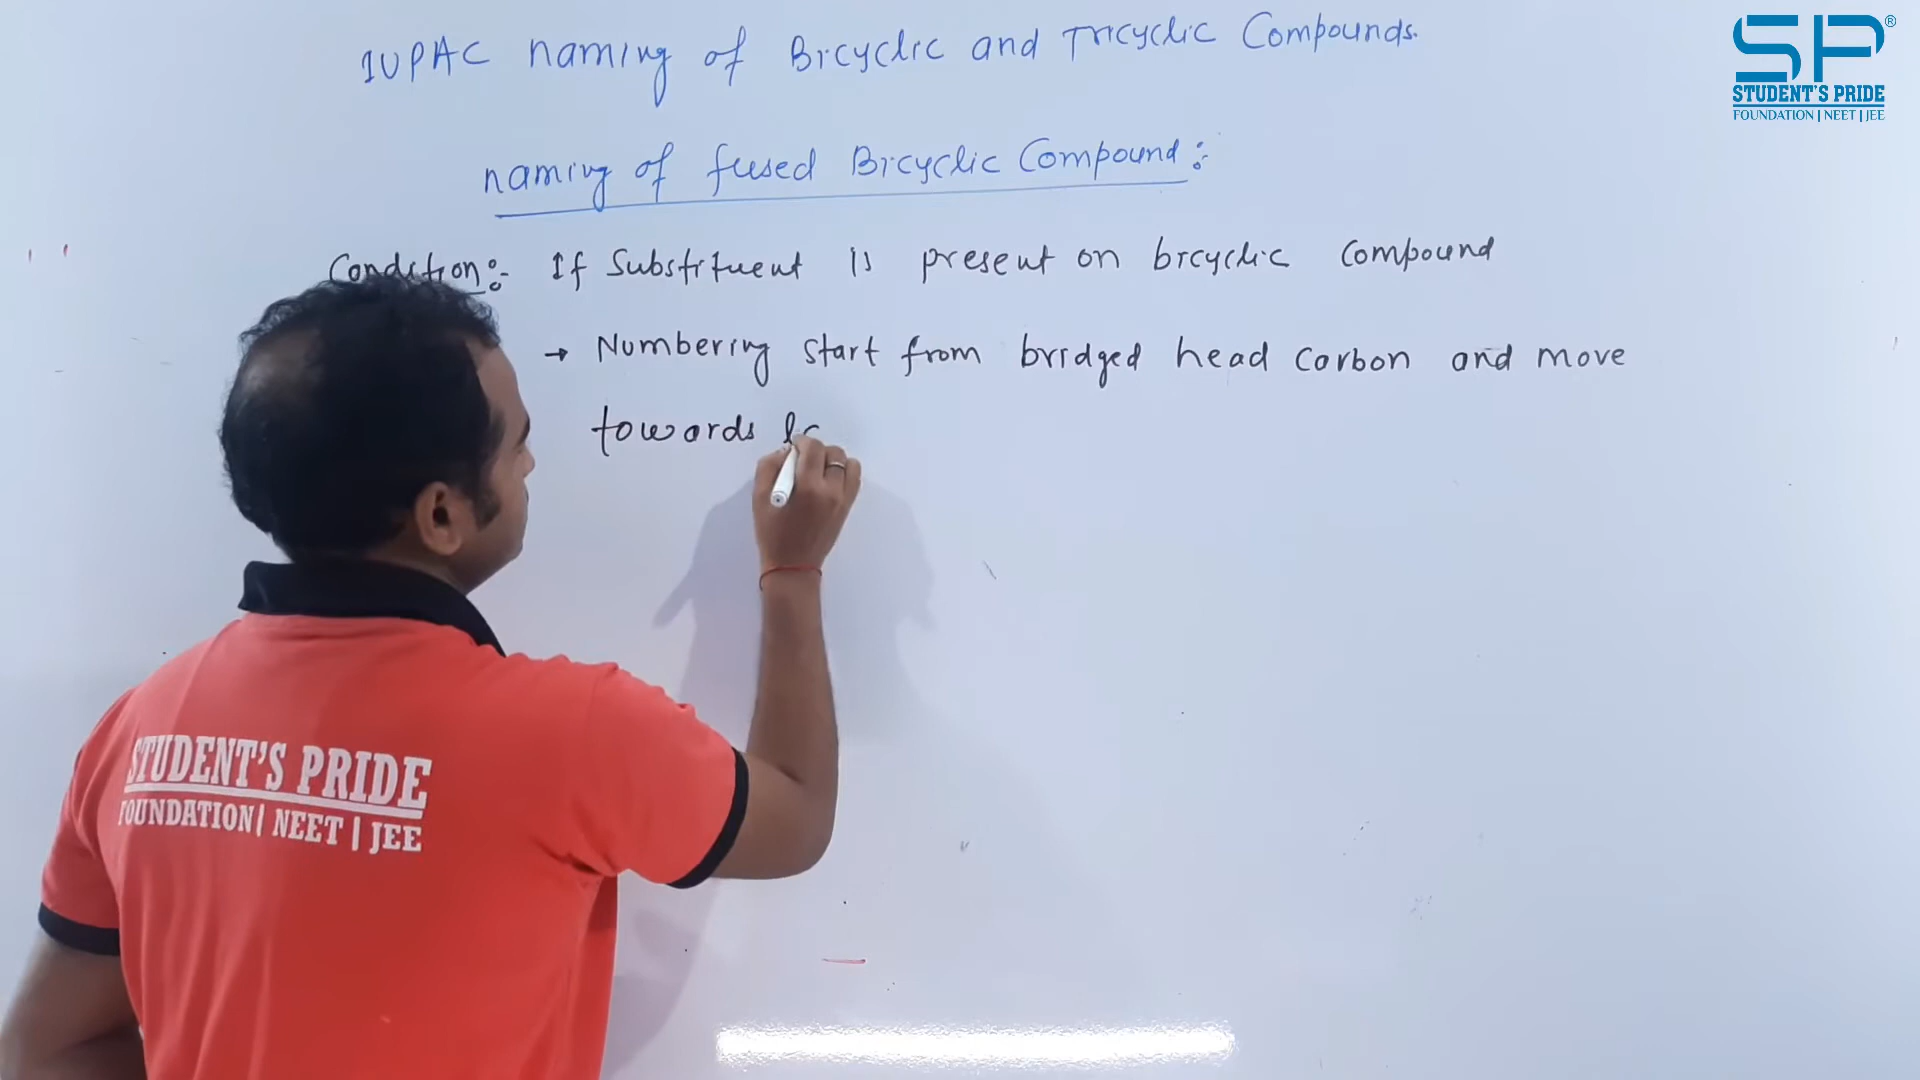 IUPAC naming of Bicyclic and Tricyclic Compounds.
SP®
STUDENT'S PRIDE
FOUNDATION | NEET | JEE
naming of fused Bicyclic Compound:
Condition:- If Substituent is present on bicyclic compound
→ Numbering start from bridged head carbon and move
towards
STUDENT'S PRIDE
FOUNDATION | NEET | JEE